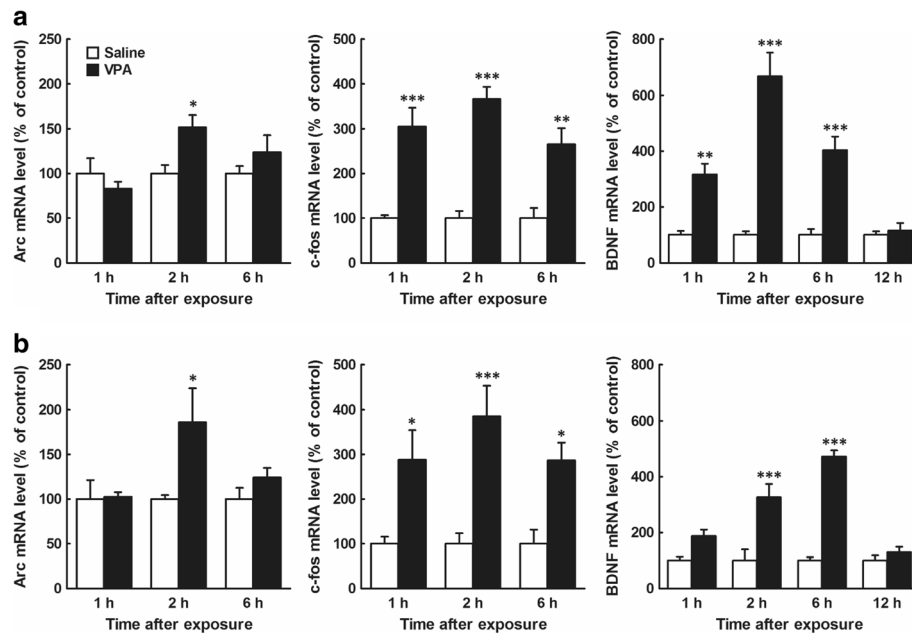 a
Arc mRNA level (% of control)
250
200
150
100
50
0
Saline
VPA
*
1 h 2 h 6 h
Time after exposure
c-fos mRNA level (% of control)
500
400
300
200
100
0
*** *** **
1 h 2 h 6 h
Time after exposure
BDNF mRNA level (% of control)
800
600
400
200
0
** *** ***
1 h 2 h 6 h 12 h
Time after exposure
b
Arc mRNA level (% of control)
250
200
150
100
50
0
*
1 h 2 h 6 h
Time after exposure
c-fos mRNA level (% of control)
500
400
300
200
100
0
* *** *
1 h 2 h 6 h
Time after exposure
BDNF mRNA level (% of control)
800
600
400
200
0
*** ***
1 h 2 h 6 h 12 h
Time after exposure